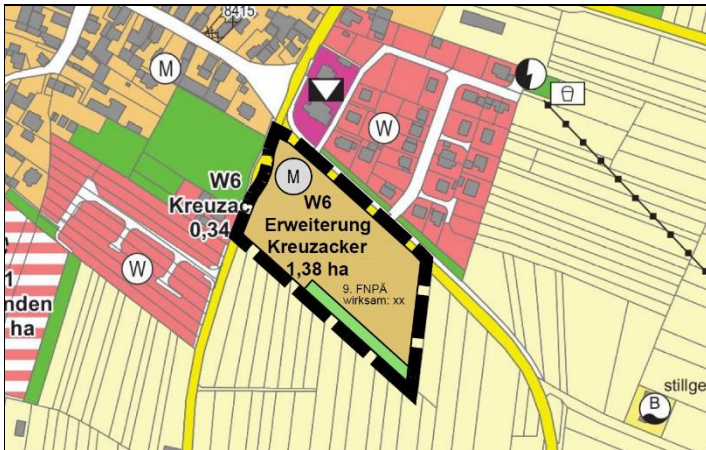 8415
M
W
W6
Kreuzac
0,34
M
W6
Erweiterung
Kreuzacker
1,38 ha
9. FNPÄ
wirksam: xx
W
1
nden
ha
stillge
B